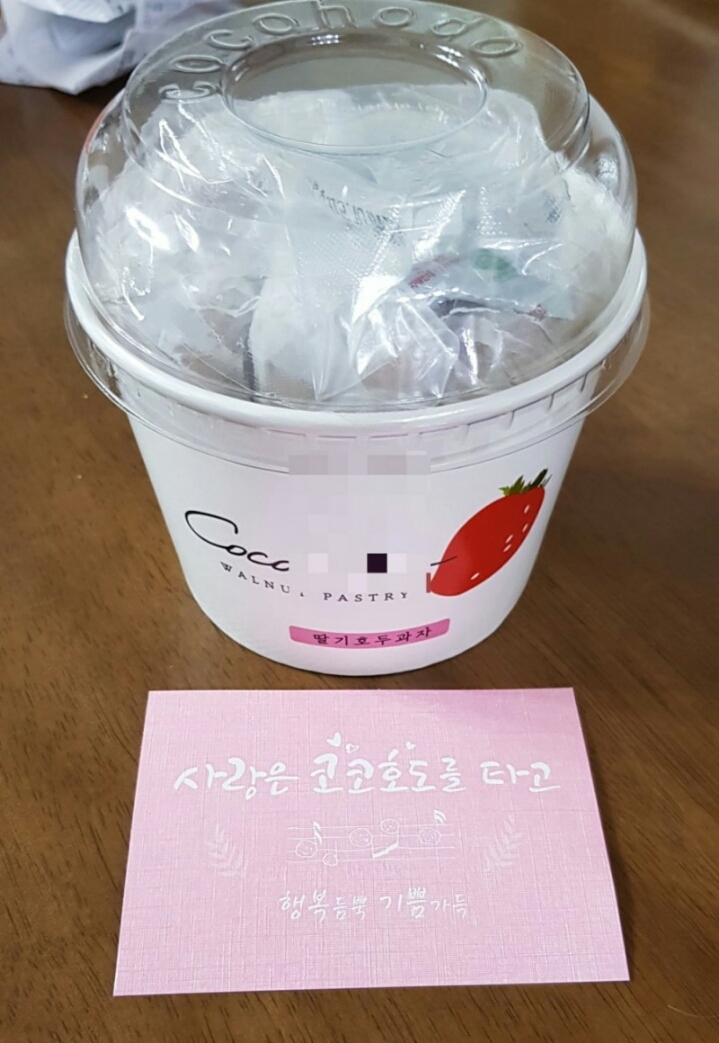 cocohodo
Coco
WALNUT PASTRY
딸기호두과자
사랑은 코코호도를 타고
행복듬뿍 기쁨가득